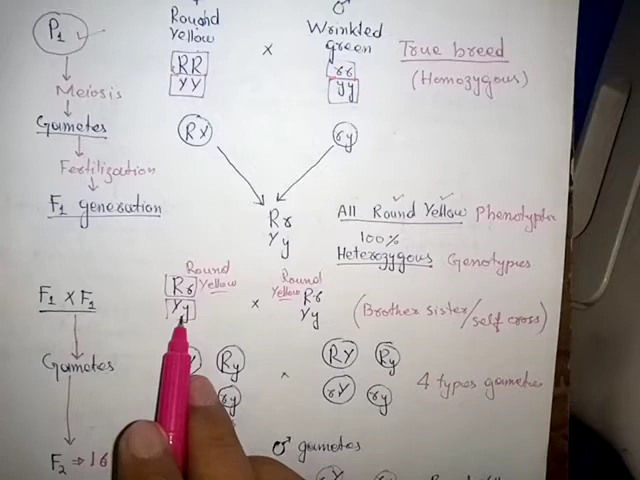 P1
Round
Yellow
RR
YY
×
♂
Wrinkled
green
rr
yy
True breed
(Homozygous)
Meiosis
Gametes
RY
ry
Fertilization
F1 generation
Rr
Yy
All Round Yellow Phenotypes
100%
Heterozygous Genotypes
F1 × F1
Round
Yellow
Rr
Yy
×
Round
Yellow Rr
Yy
(Brother sister/self cross)
Gametes
Ry
ry
×
RY
Ry
rY
ry
4 types gametes
♂ gametes
F2 ⇒ 16